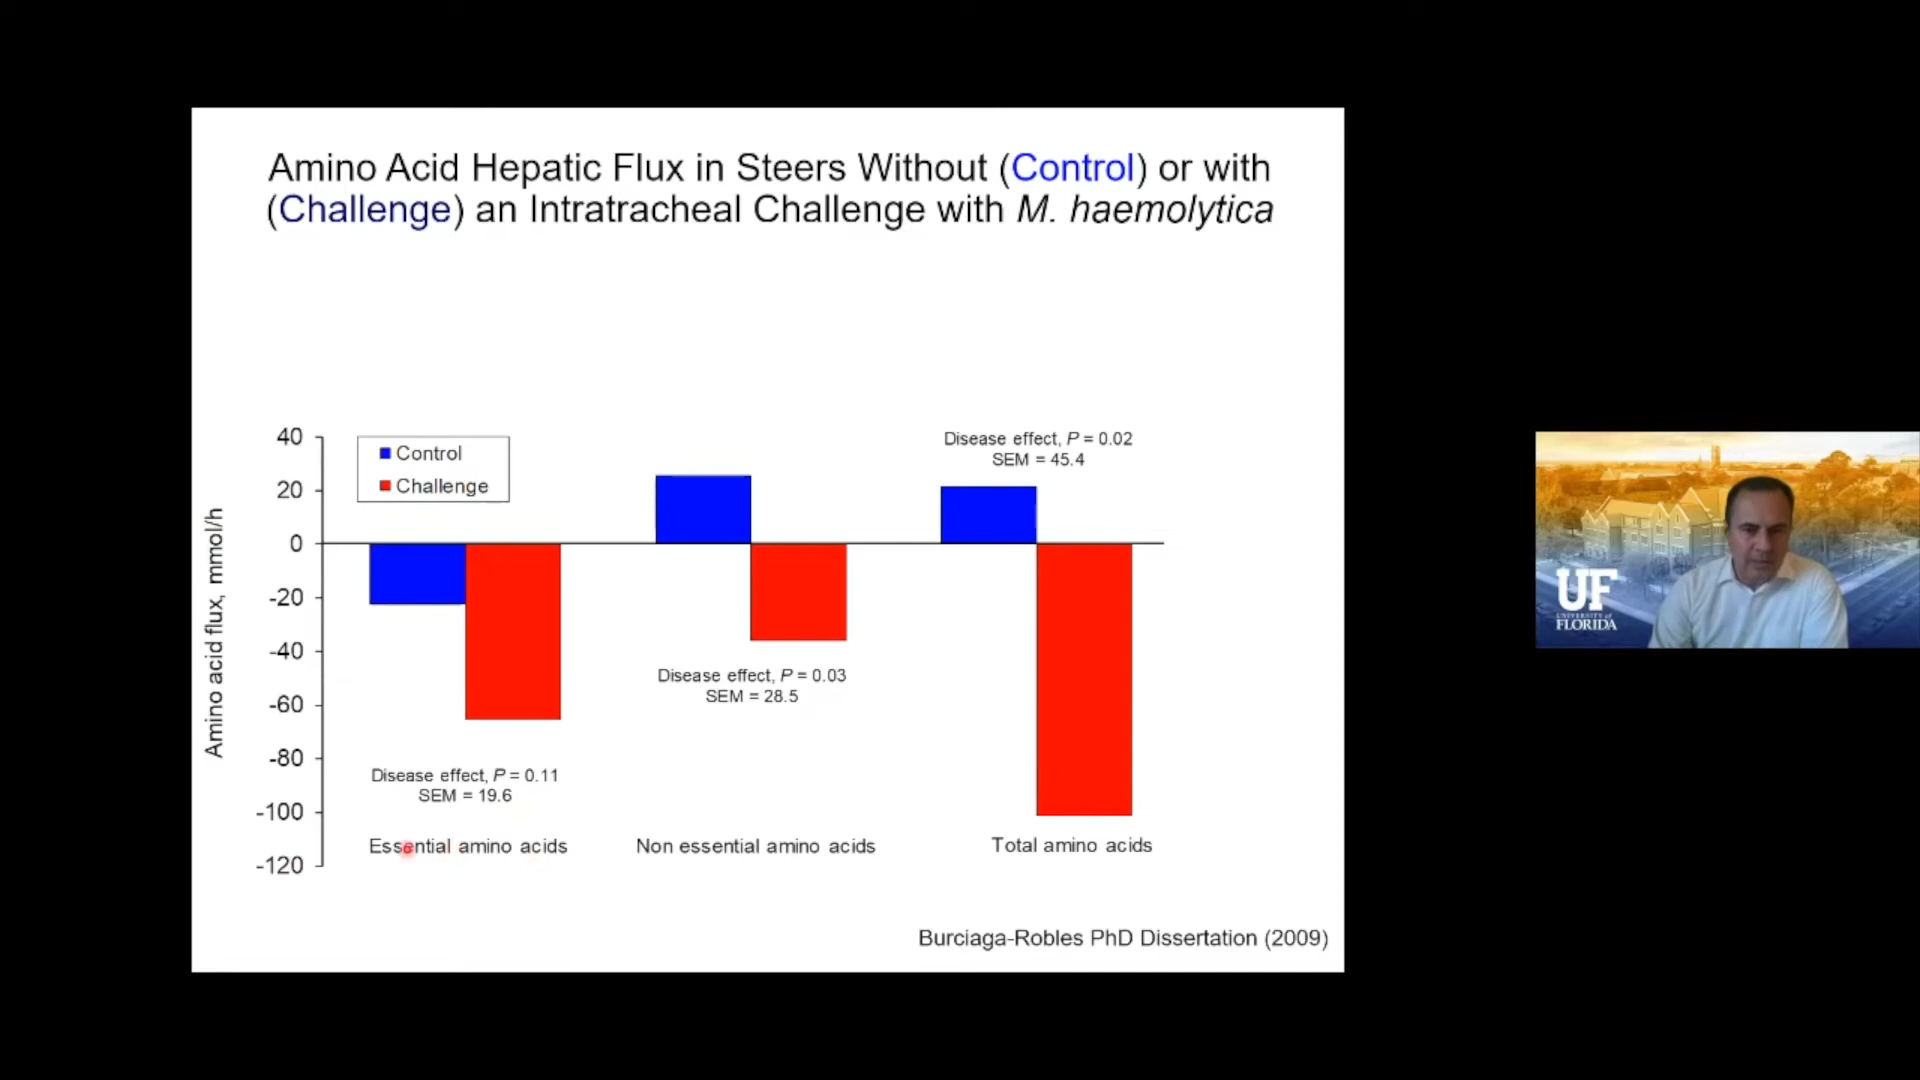 Amino Acid Hepatic Flux in Steers Without (Control) or with
(Challenge) an Intratracheal Challenge with M. haemolytica
40
20
0
-20
-40
-60
-80
-100
-120
Amino acid flux, mmol/h
Control
Challenge
Disease effect, P = 0.11
SEM = 19.6
Disease effect, P = 0.03
SEM = 28.5
Disease effect, P = 0.02
SEM = 45.4
Essential amino acids
Non essential amino acids
Total amino acids
Burciaga-Robles PhD Dissertation (2009)
UF
UNIVERSITY of
FLORIDA